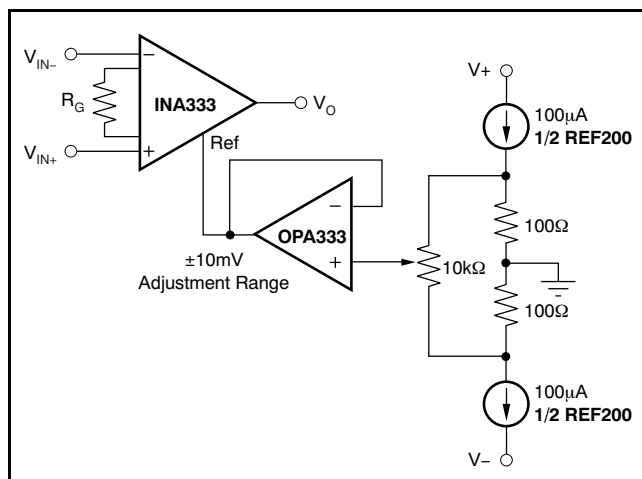 V+
V_IN−
R_G
INA333
V_O
100μA
1/2 REF200
V_IN+
Ref
−
+
−
+
OPA333
100Ω
10kΩ
±10mV
Adjustment Range
100Ω
100μA
1/2 REF200
V−